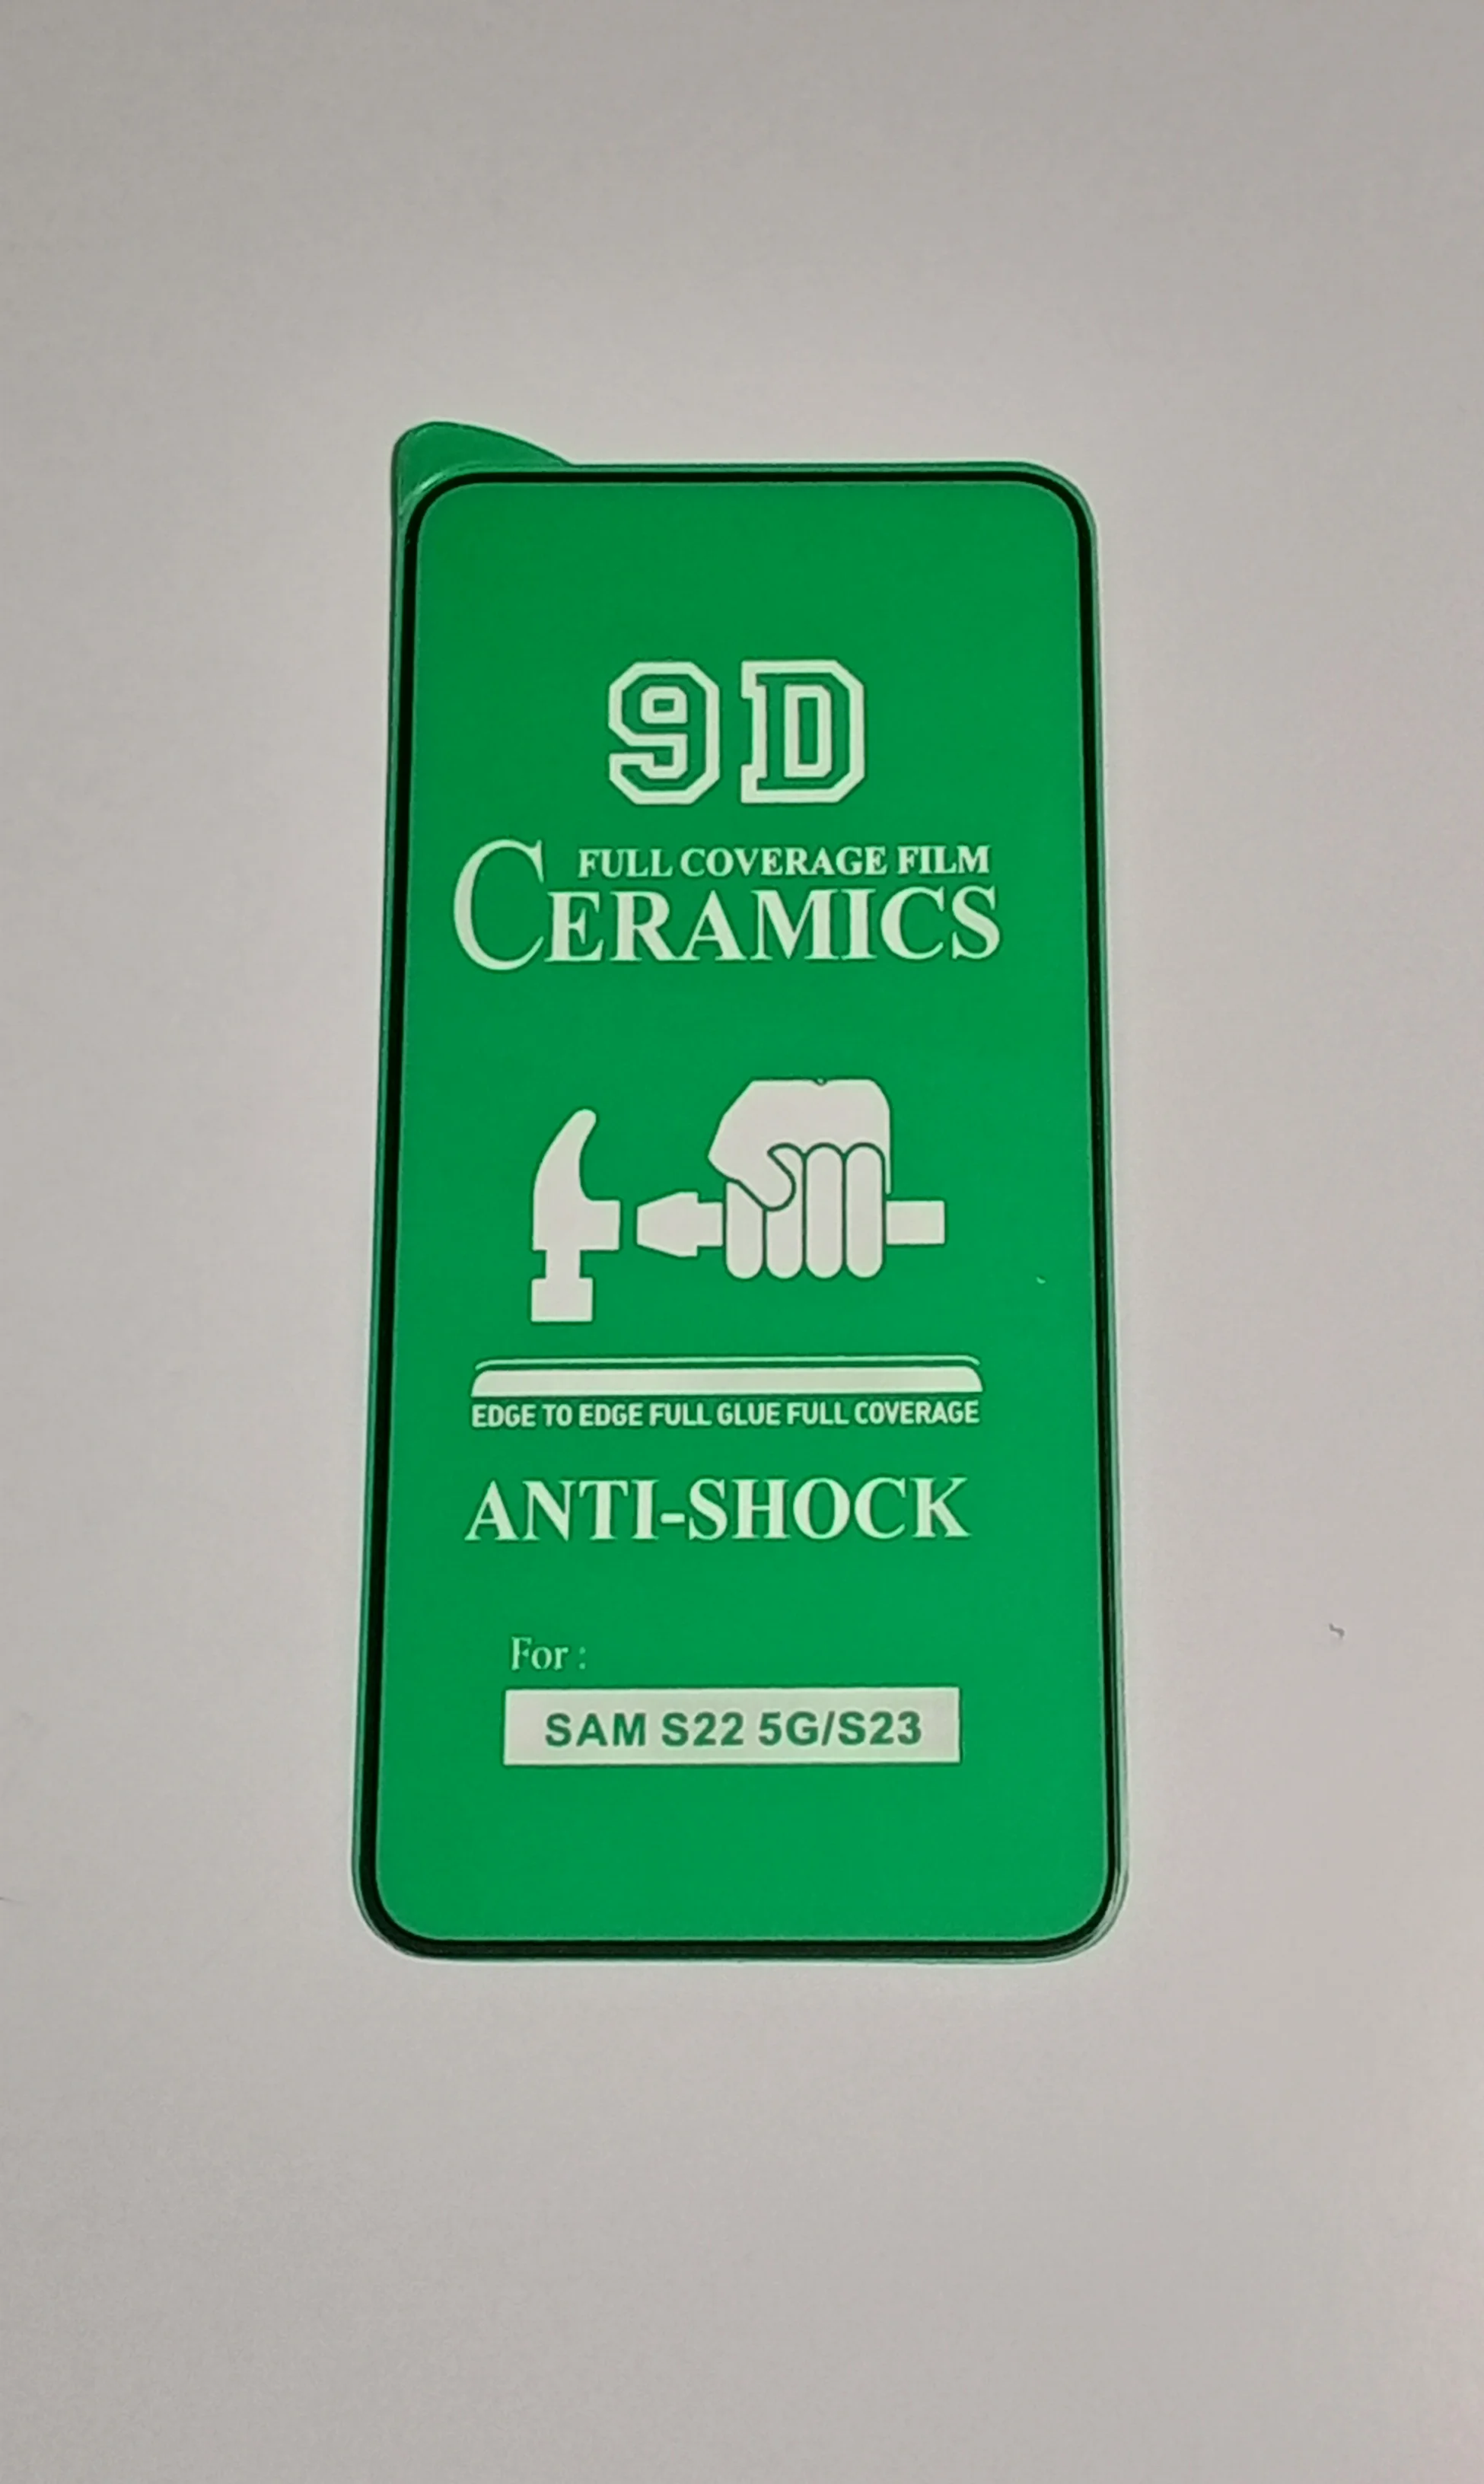 9D
FULL COVERAGE FILM
CERAMICS
EDGE TO EDGE FULL GLUE FULL COVERAGE
ANTI-SHOCK
For :
SAM S22 5G/S23